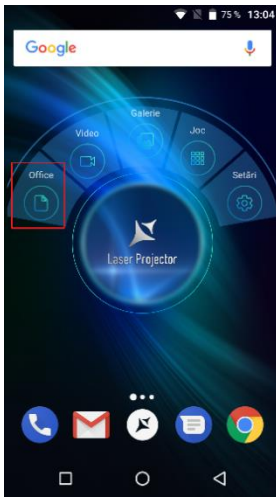 75 % 13:04
Google
Galerie
Video
Joc
Office
Setări
Laser Projector